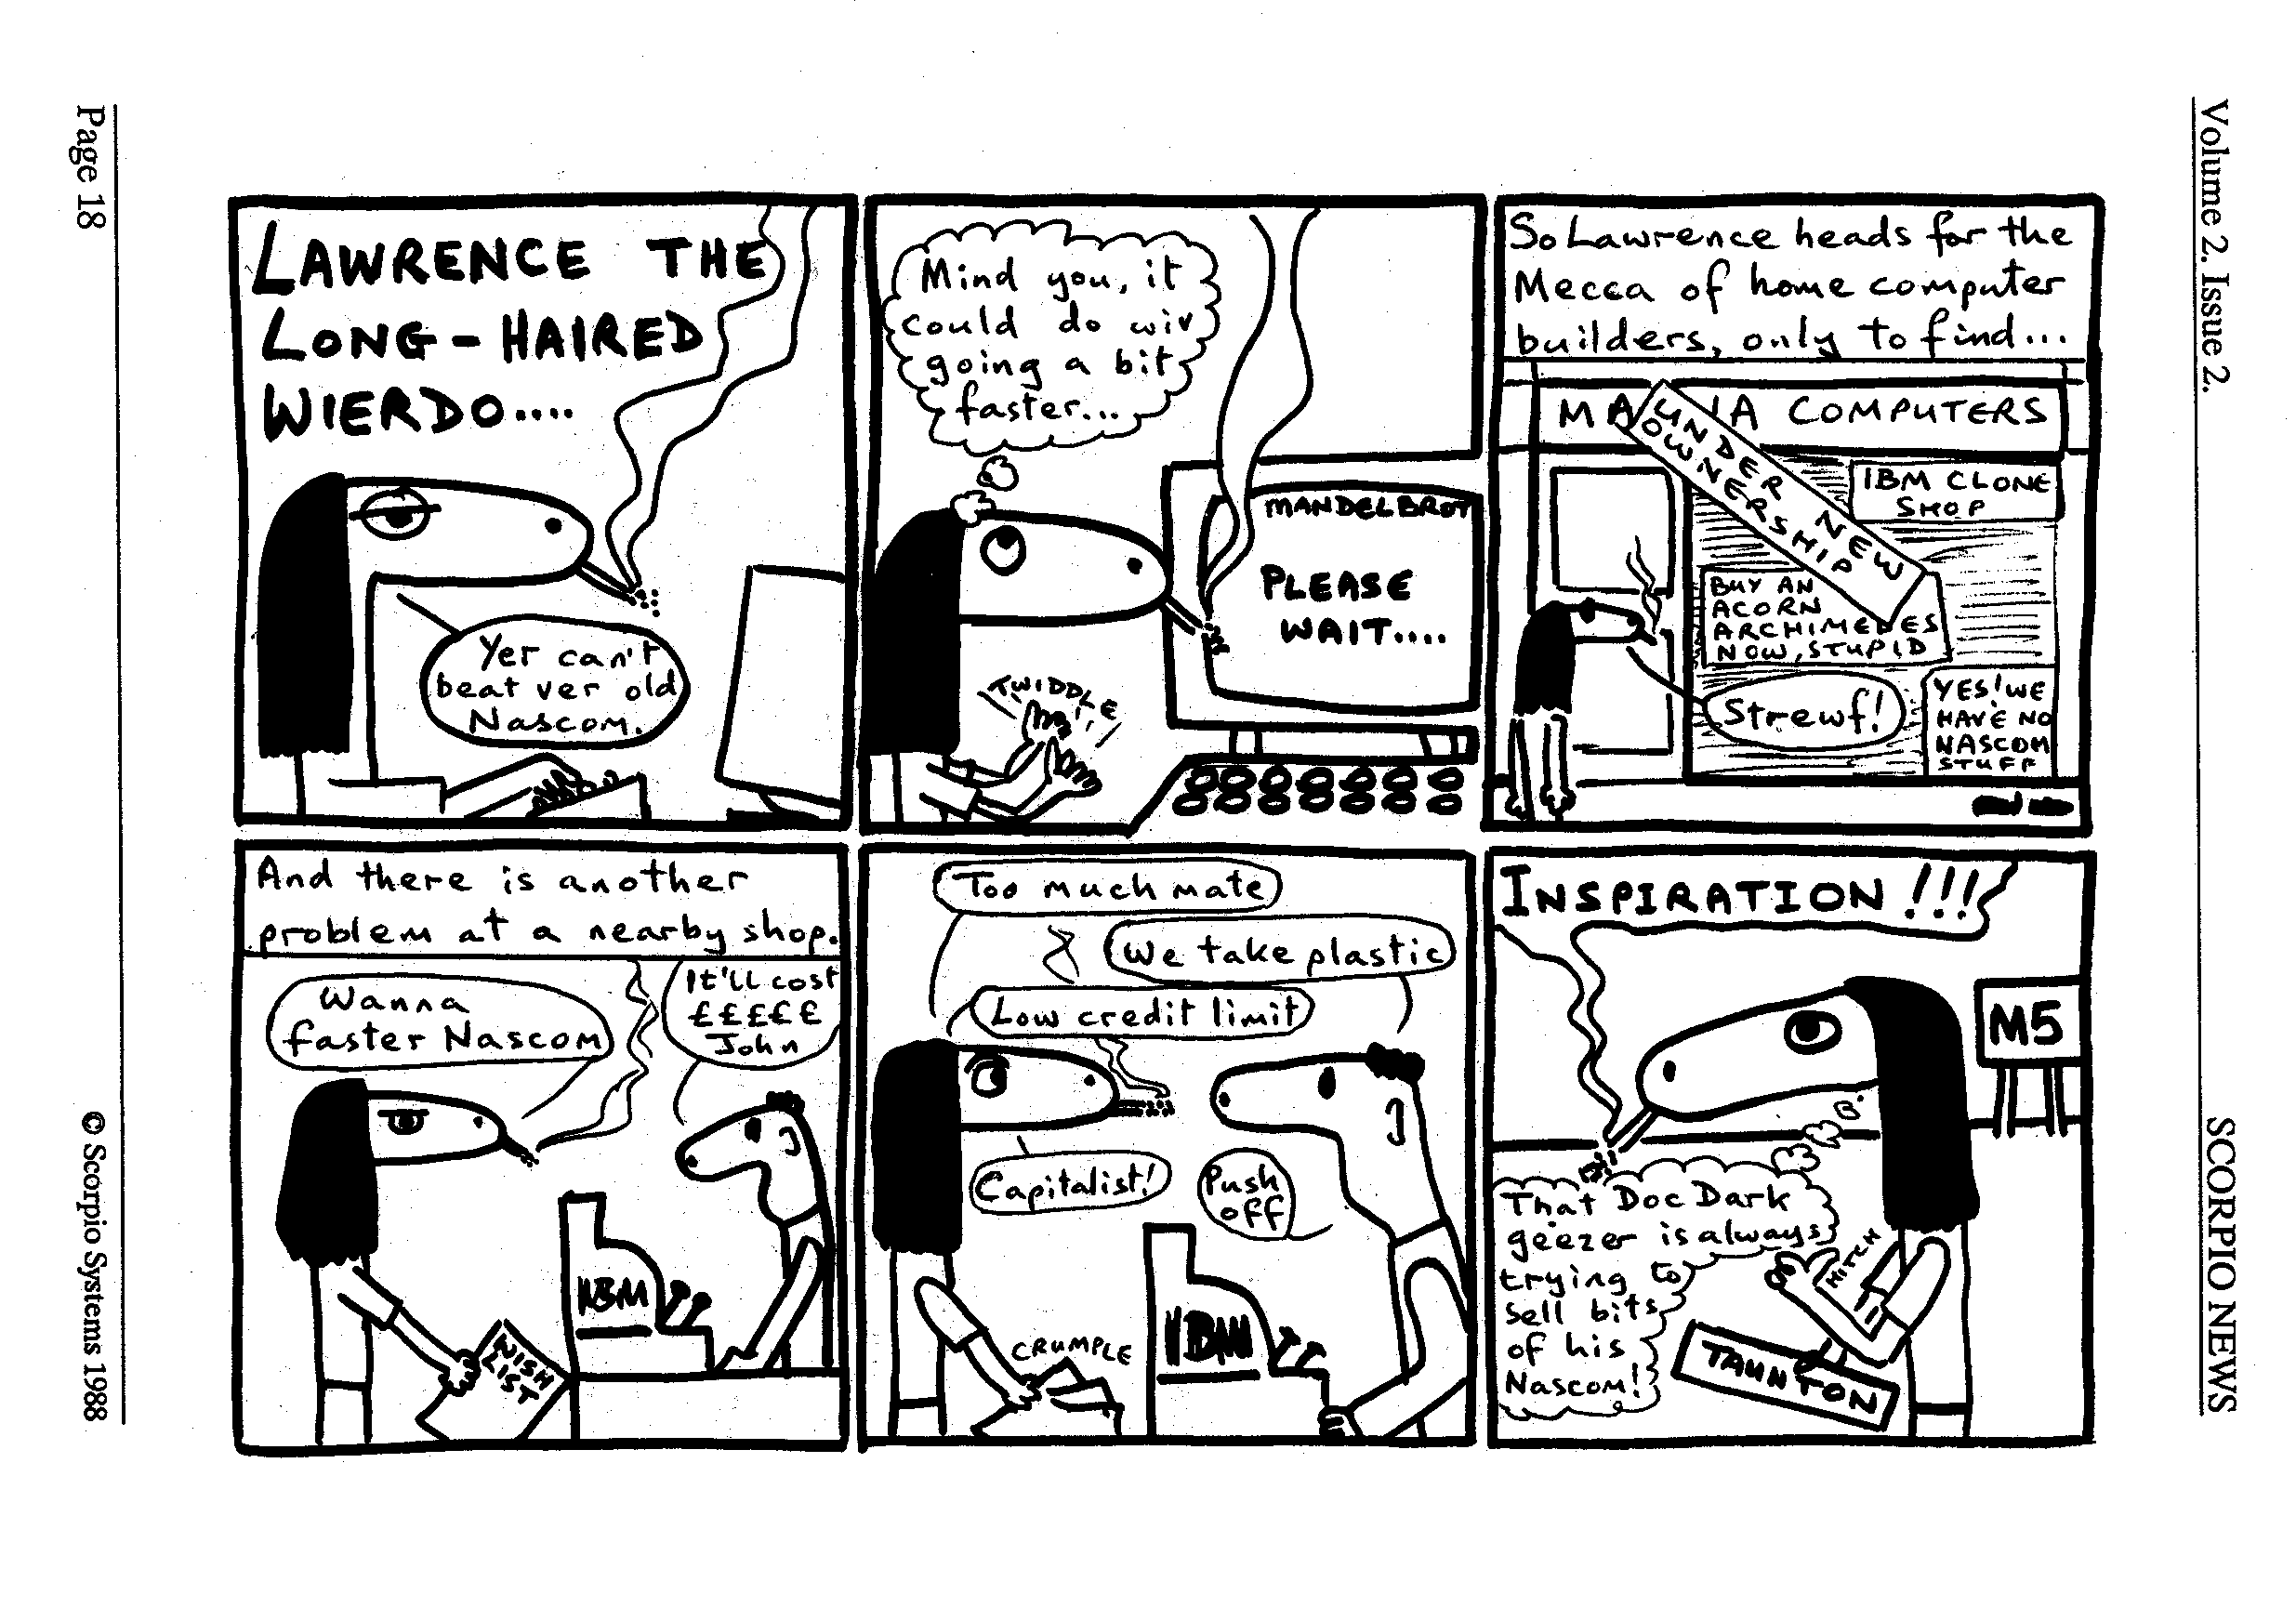 Volume 2. Issue 2.
SCORPIO NEWS
LAWRENCE THE
LONG-HAIRED
WIERDO....
Yer can't
beat ver old
Nascom.
Mind you, it
could do wiv
going a bit
faster...
TWIDDLE
MANDELBROT
PLEASE
WAIT....
So Lawrence heads for the
Mecca of home computer
builders, only to find...
COMPUTERS
UNDER NEW
OWNERSHIP
IBM CLONE
SHOP
BUY AN
ACORN
ARCHIMEDES
NOW, STUPID
Strewf!
YES! WE
HAVE NO
NASCOM
STUFF
And there is another
problem at a nearby shop.
Wanna
faster Nascom
It'll cost
£££££
John
WISH
LIST
IBM
Too much mate
We take plastic
Low credit limit
Capitalist!
Push
off
CRUMPLE
IBM
INSPIRATION!!!
M5
That Doc Dark
geezer is always
trying to
sell bits
of his
Nascom!
HITCH
TAUNTON
Page 18
© Scorpio Systems 1988